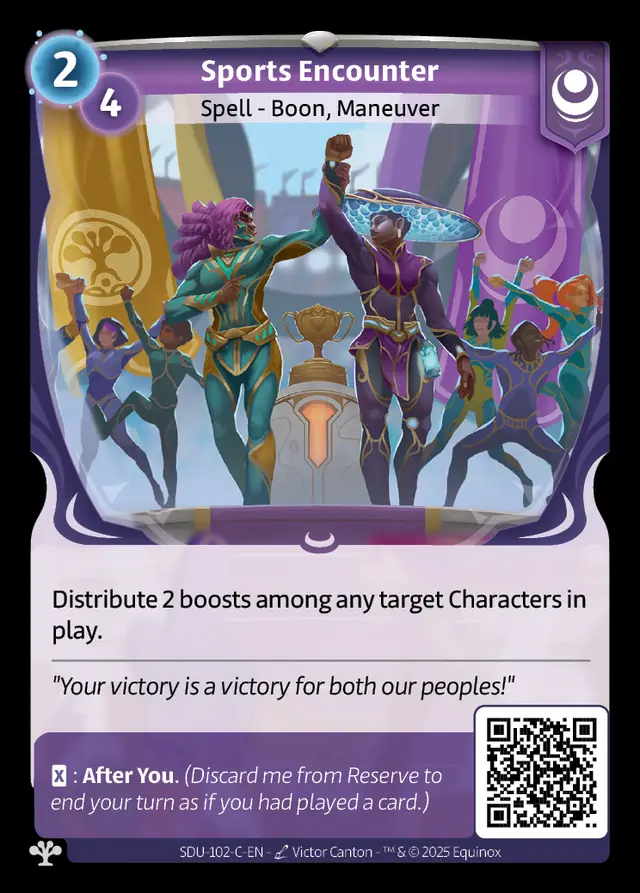 2
Sports Encounter
4
Spell - Boon, Maneuver
Distribute 2 boosts among any target Characters in
play.
"Your victory is a victory for both our peoples!"
X : After You. (Discard me from Reserve to
end your turn as if you had played a card.)
SDU-102-C-EN - Victor Canton - ™ & © 2025 Equinox